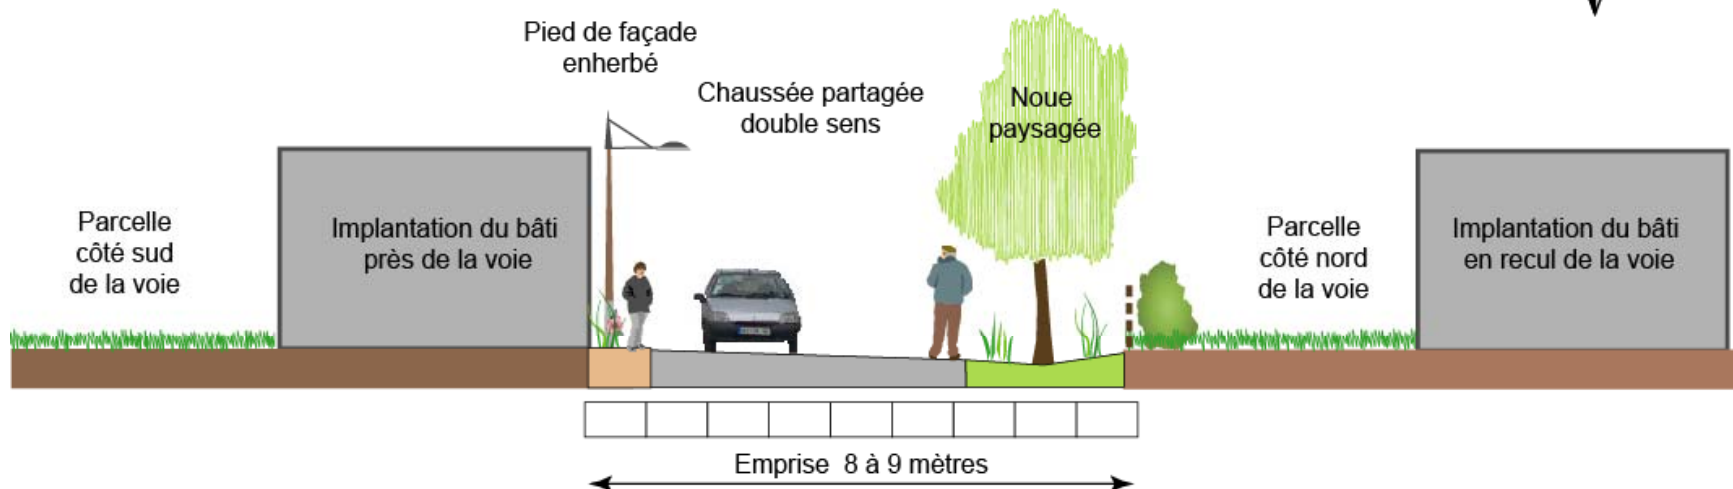 Pied de façade
enherbé
Chaussée partagée
double sens
Noue
paysagée
Parcelle
côté sud
de la voie
Implantation du bâti
près de la voie
Parcelle
côté nord
de la voie
Implantation du bâti
en recul de la voie
Emprise 8 à 9 mètres